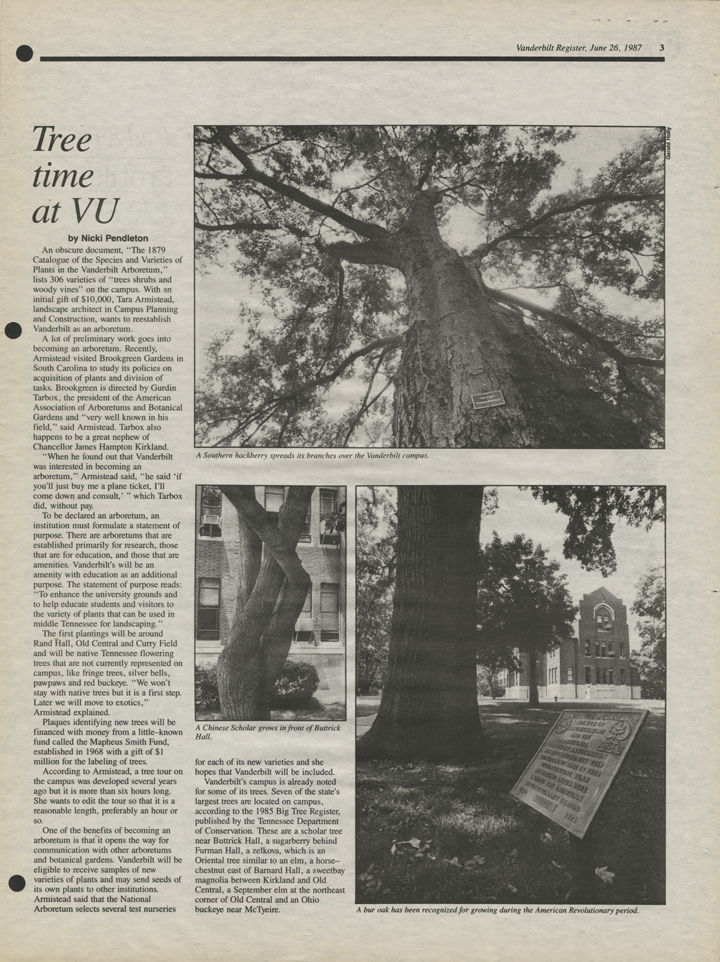 Vanderbilt Register, June 26, 1987 3
Tree
time
at VU
by Nicki Pendleton
An obscure document, "The 1879
Catalogue of the Species and Varieties of
Plants in the Vanderbilt Arboretum,"
lists 306 varieties of "trees shrubs and
woody vines" on the campus. With an
initial gift of $10,000, Tara Armistead,
landscape architect in Campus Planning
and Construction, wants to reestablish
Vanderbilt as an arboretum.
A lot of preliminary work goes into
becoming an arboretum. Recently,
Armistead visited Brookgreen Gardens in
South Carolina to study its policies on
acquisition of plants and division of
tasks. Brookgreen is directed by Gurdin
Tarbox, the president of the American
Association of Arboretums and Botanical
Gardens and "very well known in his
field," said Armistead. Tarbox also
happens to be a great nephew of
Chancellor James Hampton Kirkland.
"When he found out that Vanderbilt
was interested in becoming an
arboretum," Armistead said, "he said 'if
you'll just buy me a plane ticket, I'll
come down and consult,' " which Tarbox
did, without pay.
To be declared an arboretum, an
institution must formulate a statement of
purpose. There are arboretums that are
established primarily for research, those
that are for education, and those that are
amenities. Vanderbilt's will be an
amenity with education as an additional
purpose. The statement of purpose reads:
"To enhance the university grounds and
to help educate students and visitors to
the variety of plants that can be used in
middle Tennessee for landscaping."
The first plantings will be around
Rand Hall, Old Central and Curry Field
and will be native Tennessee flowering
trees that are not currently represented on
campus, like fringe trees, silver bells,
pawpaws and red buckeye. "We won't
stay with native trees but it is a first step.
Later we will move to exotics,"
Armistead explained.
Plaques identifying new trees will be
financed with money from a little-known
fund called the Mapheus Smith Fund,
established in 1968 with a gift of $1
million for the labeling of trees.
According to Armistead, a tree tour on
the campus was developed several years
ago but it is more than six hours long.
She wants to edit the tour so that it is a
reasonable length, preferably an hour or
so.
One of the benefits of becoming an
arboretum is that it opens the way for
communication with other arboretums
and botanical gardens. Vanderbilt will be
eligible to receive samples of new
varieties of plants and may send seeds of
its own plants to other institutions.
Armistead said that the National
Arboretum selects several test nurseries
Gerald Holly
A Southern hackberry spreads its branches over the Vanderbilt campus.
A Chinese Scholar grows in front of Buttrick
Hall.
for each of its new varieties and she
hopes that Vanderbilt will be included.
Vanderbilt's campus is already noted
for some of its trees. Seven of the state's
largest trees are located on campus,
according to the 1985 Big Tree Register,
published by the Tennessee Department
of Conservation. These are a scholar tree
near Buttrick Hall, a sugarberry behind
Furman Hall, a zelkova, which is an
Oriental tree similar to an elm, a horse-
chestnut east of Barnard Hall, a sweetbay
magnolia between Kirkland and Old
Central, a September elm at the northeast
corner of Old Central and an Ohio
buckeye near McTyeire.
A bur oak has been recognized for growing during the American Revolutionary period.